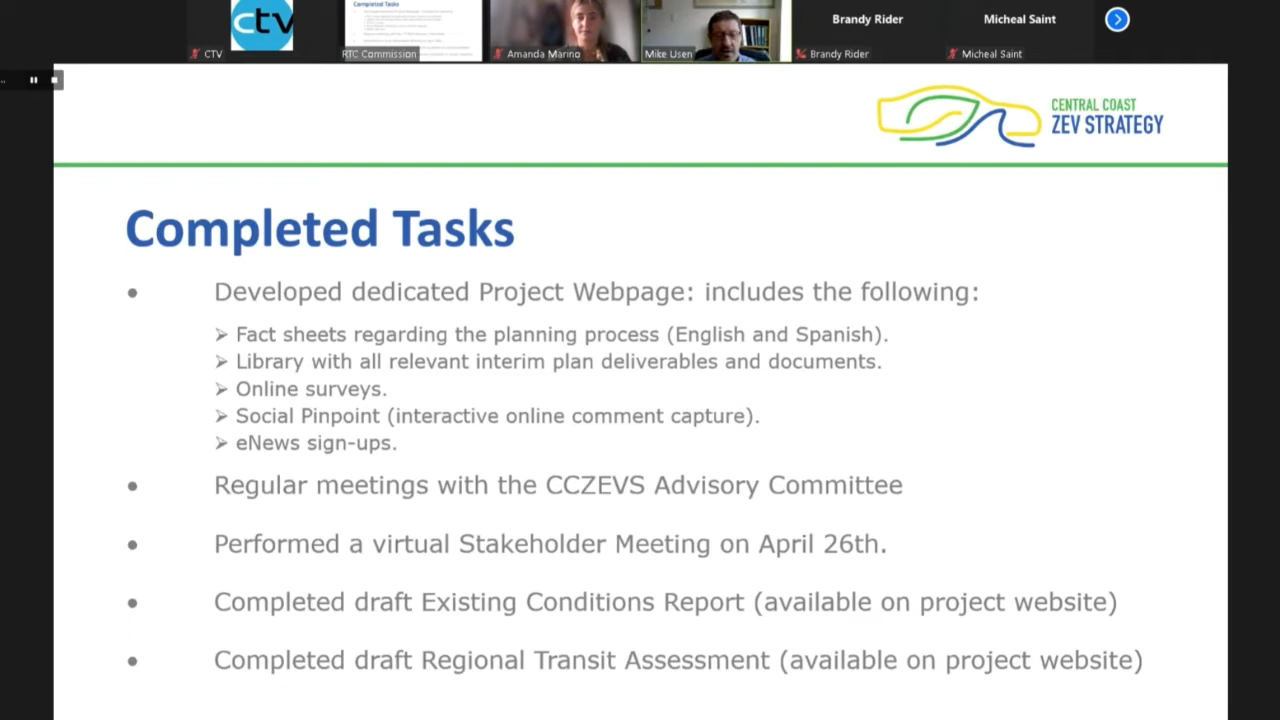 ctv
Completed Tasks
Brandy Rider
Micheal Saint
CTV
RTC Commission
Amanda Marino
Mike Usen
Brandy Rider
Micheal Saint
CENTRAL COAST
ZEV STRATEGY
Completed Tasks
• Developed dedicated Project Webpage: includes the following:
➢ Fact sheets regarding the planning process (English and Spanish).
➢ Library with all relevant interim plan deliverables and documents.
➢ Online surveys.
➢ Social Pinpoint (interactive online comment capture).
➢ eNews sign-ups.
• Regular meetings with the CCZEVS Advisory Committee
• Performed a virtual Stakeholder Meeting on April 26th.
• Completed draft Existing Conditions Report (available on project website)
• Completed draft Regional Transit Assessment (available on project website)